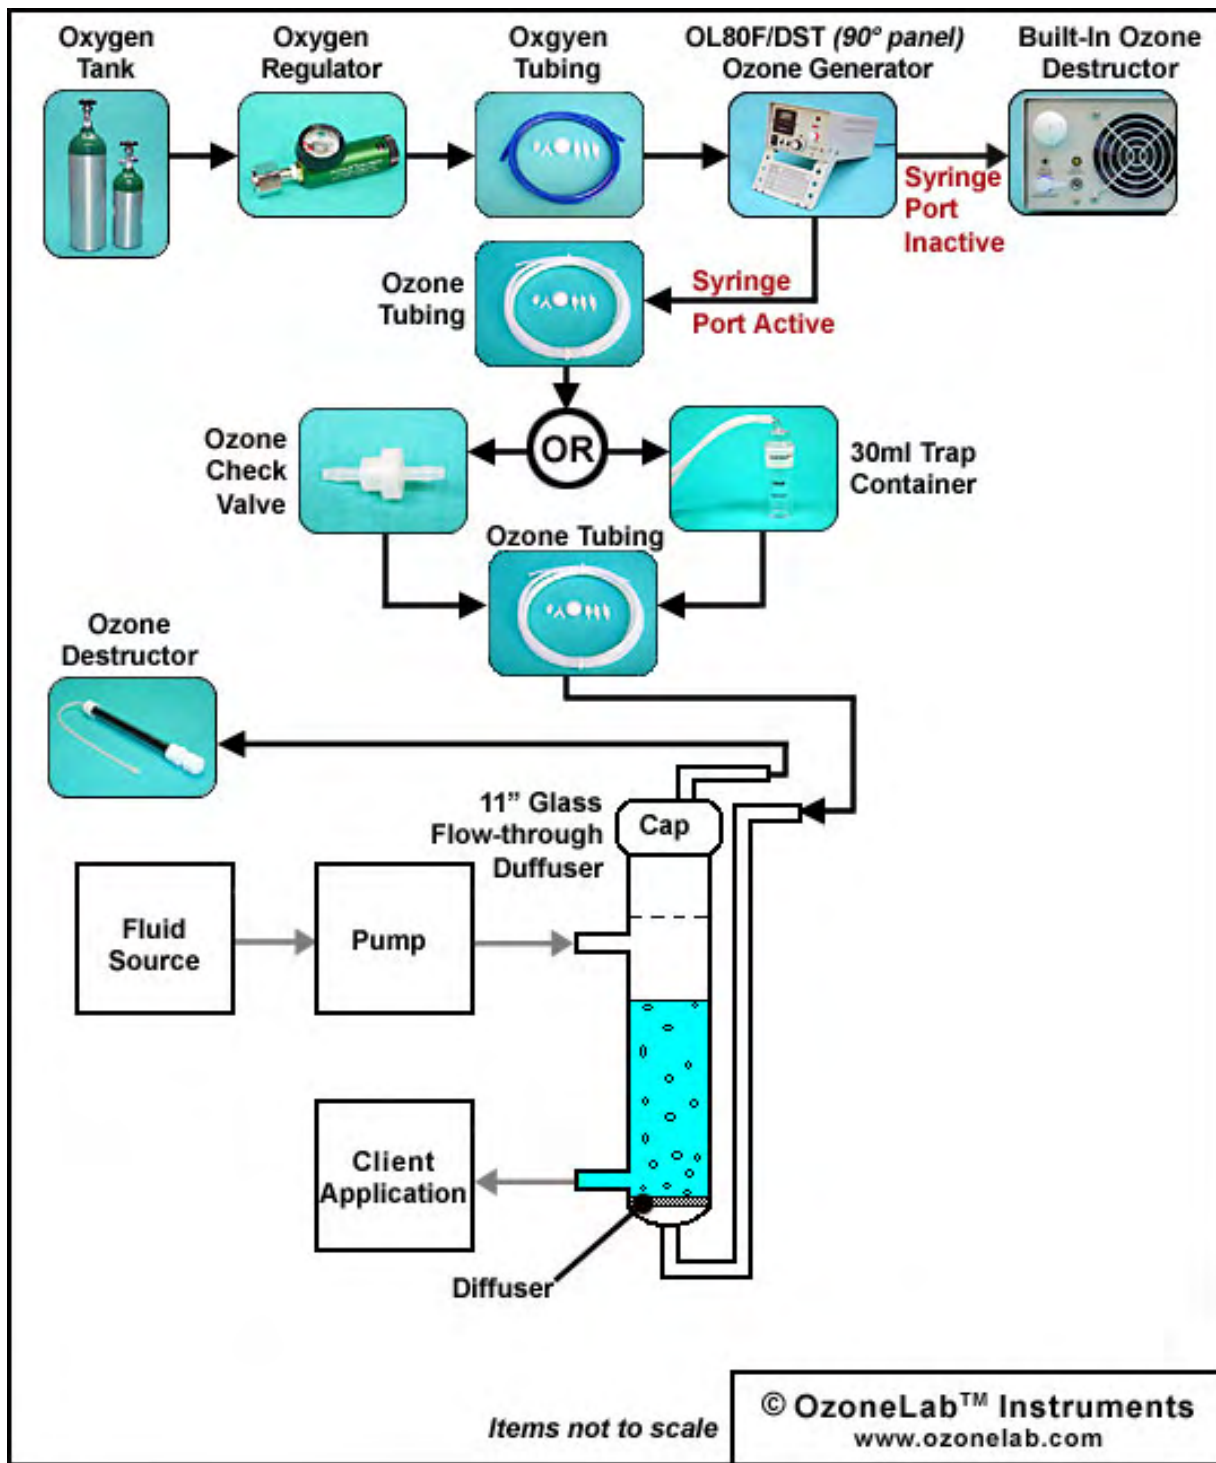 Oxygen
Tank
Oxygen
Regulator
Oxgyen
Tubing
OL80F/DST (90° panel)
Ozone Generator
Built-In Ozone
Destructor
Syringe
Port
Inactive
Ozone
Tubing
Syringe
Port Active
Ozone
Check
Valve
OR
30ml Trap
Container
Ozone Tubing
Ozone
Destructor
11” Glass
Flow-through
Duffuser
Cap
Fluid
Source
Pump
Client
Application
Diffuser
Items not to scale
© OzoneLab™ Instruments
www.ozonelab.com